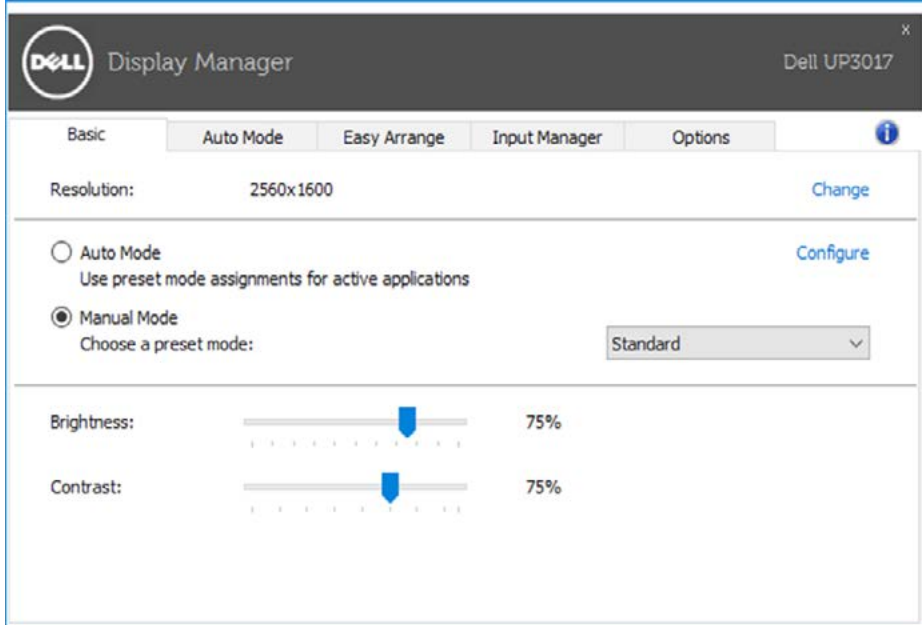 DELL Display Manager
x
Dell UP3017
Basic Auto Mode Easy Arrange Input Manager Options i
Resolution: 2560x1600 Change
Auto Mode Configure
Use preset mode assignments for active applications
Manual Mode
Choose a preset mode: Standard
Brightness: 75%
Contrast: 75%